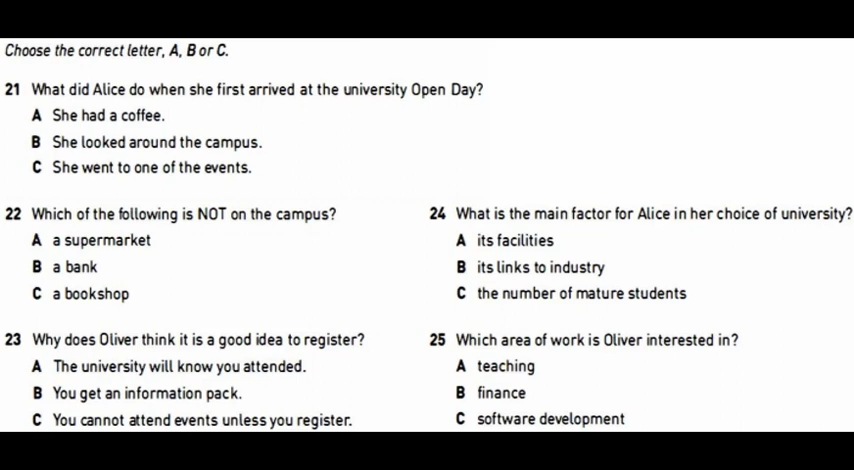 Choose the correct letter, A, B or C.
21 What did Alice do when she first arrived at the university Open Day?
A She had a coffee.
B She looked around the campus.
C She went to one of the events.
22 Which of the following is NOT on the campus?
A a supermarket
B a bank
C a bookshop
23 Why does Oliver think it is a good idea to register?
A The university will know you attended.
B You get an information pack.
C You cannot attend events unless you register.
24 What is the main factor for Alice in her choice of university?
A its facilities
B its links to industry
C the number of mature students
25 Which area of work is Oliver interested in?
A teaching
B finance
C software development